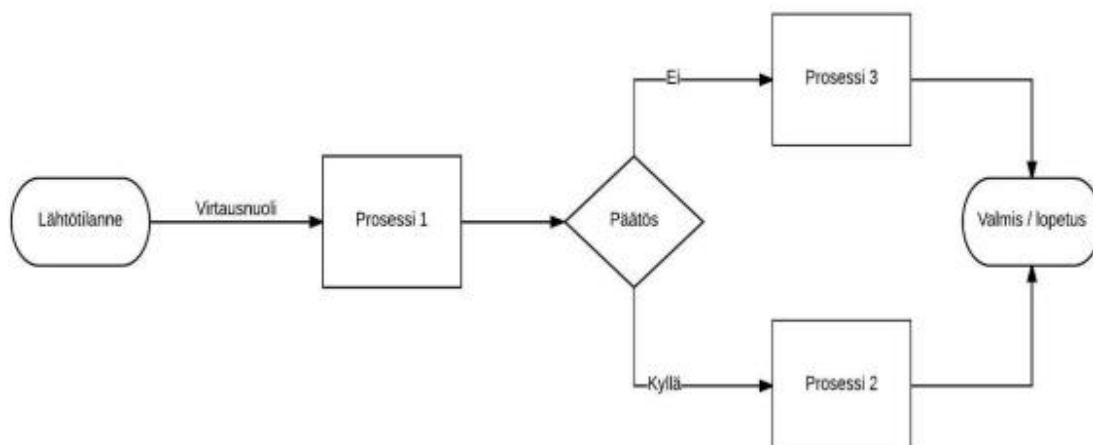 Lähtötilanne
Virtausnuoli
Prosessi 1
Päätös
Ei
Prosessi 3
Kyllä
Prosessi 2
Valmis / lopetus